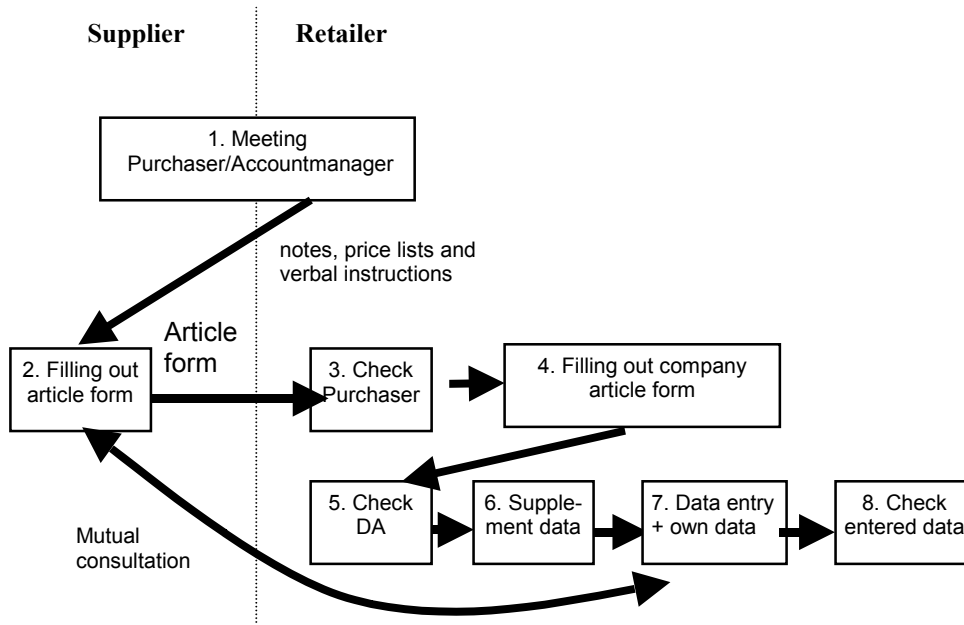 Supplier
Retailer
1. Meeting
Purchaser/Accountmanager
notes, price lists and
verbal instructions
Article
form
2. Filling out
article form
3. Check
Purchaser
4. Filling out company
article form
5. Check
DA
6. Supple-
ment data
7. Data entry
+ own data
8. Check
entered data
Mutual
consultation